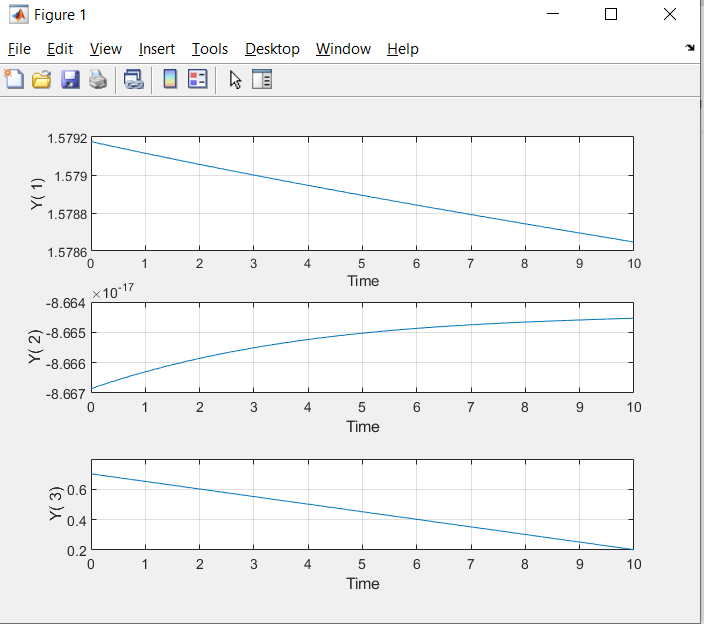 Figure 1
File Edit View Insert Tools Desktop Window Help
1.5792
1.579
1.5788
1.5786
Y( 1)
0 1 2 3 4 5 6 7 8 9 10
Time
×10-17
-8.664
-8.665
-8.666
-8.667
Y( 2)
0 1 2 3 4 5 6 7 8 9 10
Time
0.6
0.4
0.2
Y( 3)
0 1 2 3 4 5 6 7 8 9 10
Time